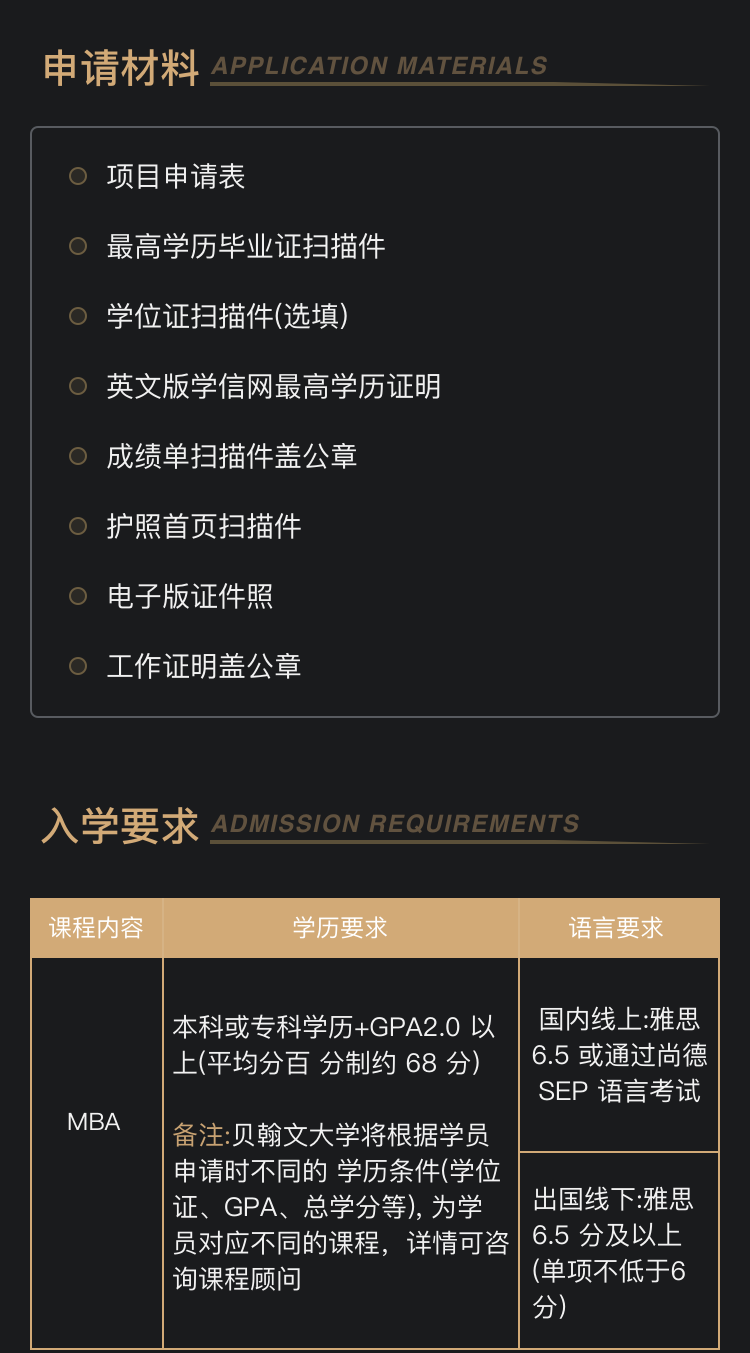 申请材料 APPLICATION MATERIALS
项目申请表
最高学历毕业证扫描件
学位证扫描件(选填)
英文版学信网最高学历证明
成绩单扫描件盖公章
护照首页扫描件
电子版证件照
工作证明盖公章
入学要求 ADMISSION REQUIREMENTS
课程内容 学历要求 语言要求
MBA
本科或专科学历+GPA2.0 以
上(平均分百 分制约 68 分)
备注:贝翰文大学将根据学员
申请时不同的 学历条件(学位
证、GPA、总学分等), 为学
员对应不同的课程，详情可咨
询课程顾问
国内线上:雅思
6.5 或通过尚德
SEP 语言考试
出国线下:雅思
6.5 分及以上
(单项不低于6
分)